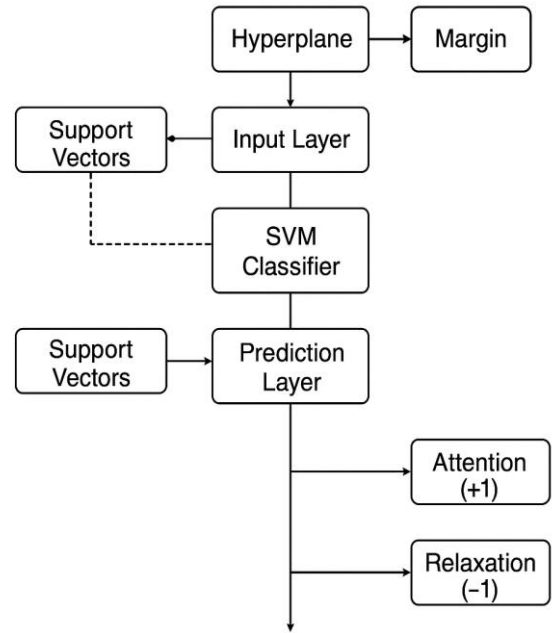 Hyperplane
Margin
Support
Vectors
Input Layer
SVM
Classifier
Support
Vectors
Prediction
Layer
Attention
(+1)
Relaxation
(−1)